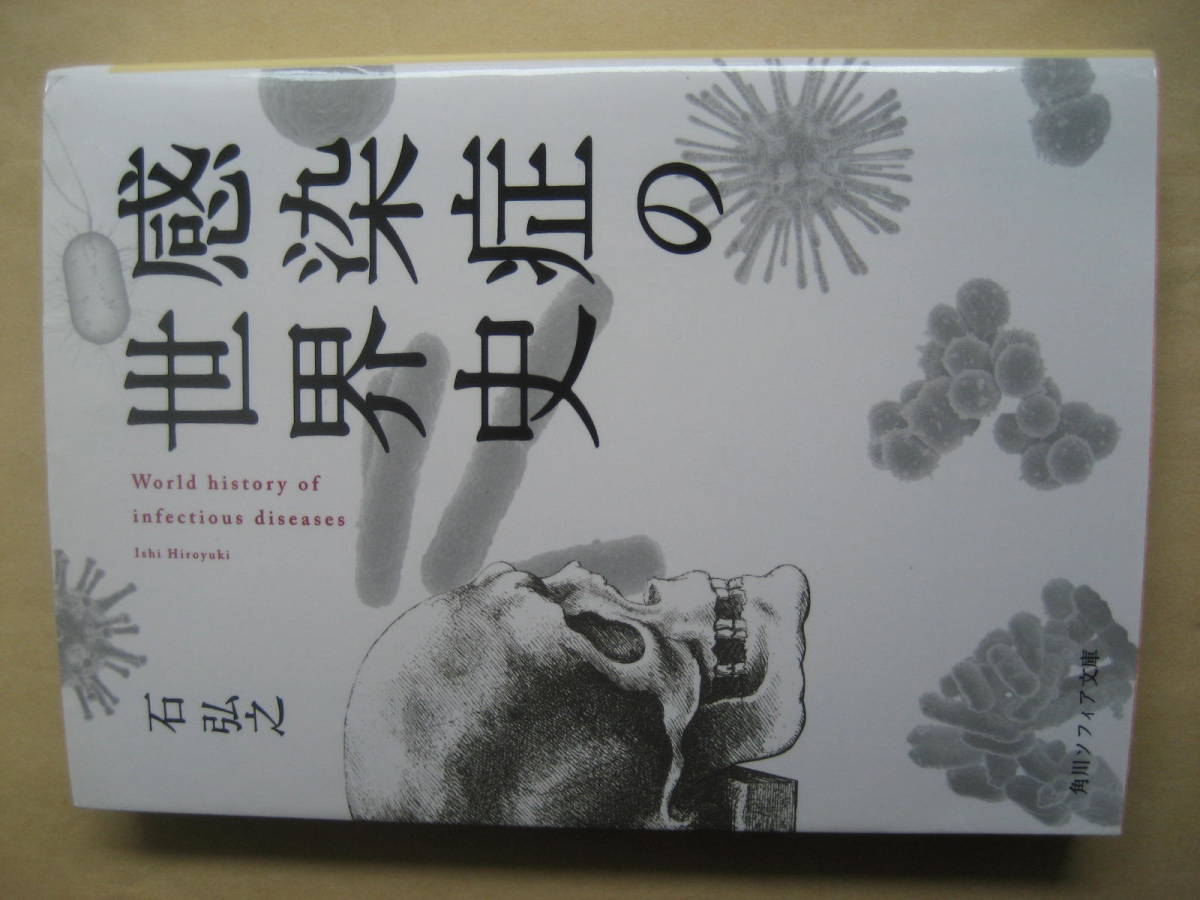 感染症の
世界史
World history of
infectious diseases
Ishi Hiroyuki
石 弘之
角川ソフィア文庫